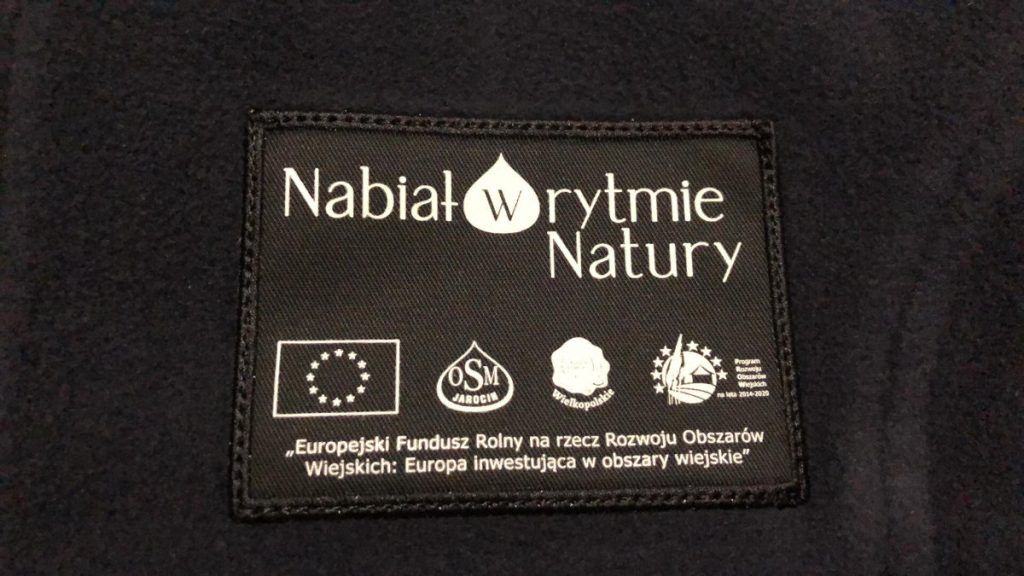 Nabiał w rytmie
Natury
OSM
JAROCIN
Wielkopolskie
Program
Rozwoju
Obszarów
Wiejskich
na lata 2014-2020
„Europejski Fundusz Rolny na rzecz Rozwoju Obszarów
Wiejskich: Europa inwestująca w obszary wiejskie”